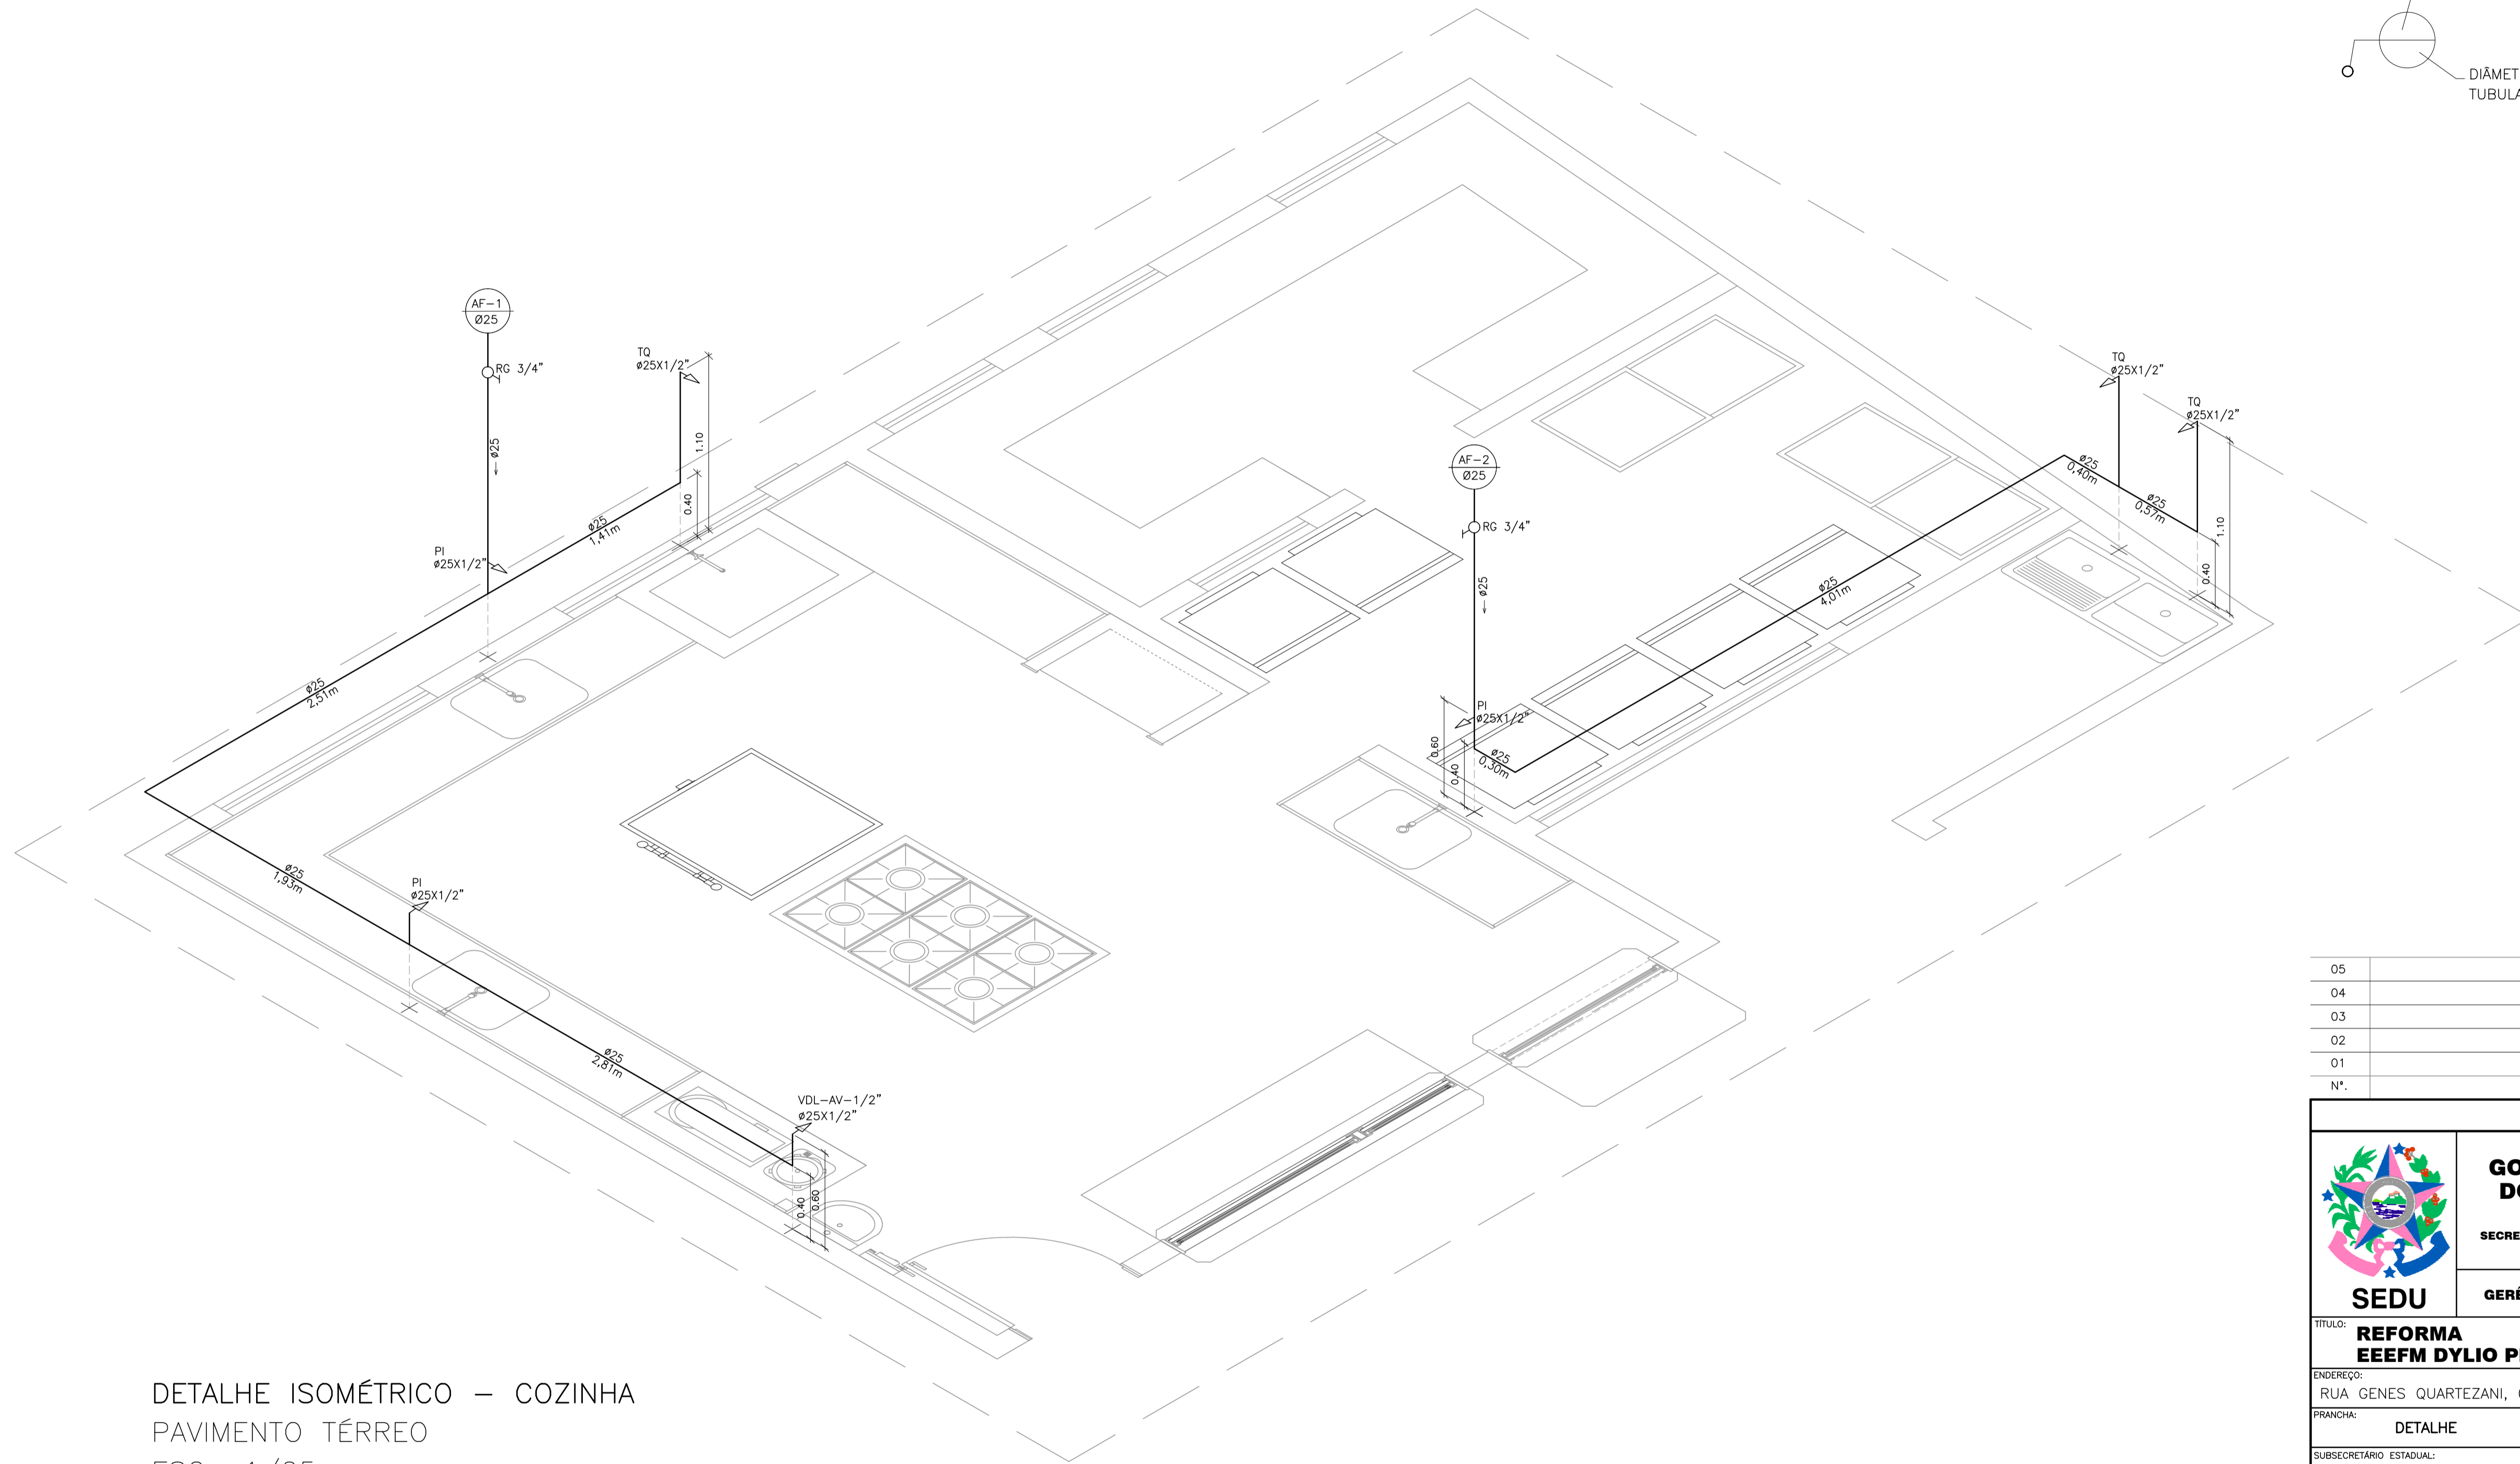 DIÂMET
TUBULA
AF-1
Ø25
RG 3/4"
← ø25
TQ
ø25X1/2"
1.10
0.40
ø25
1,41m
PI
ø25X1/2"
ø25
2,51m
AF-2
Ø25
RG 3/4"
← ø25
PI
ø25X1/2"
0.60
0.40
ø25
0,30m
ø25
4,01m
TQ
ø25X1/2"
TQ
ø25X1/2"
ø25
0,40m
ø25
0,57m
1.10
0.40
ø25
1,93m
PI
ø25X1/2"
ø25
2,81m
VDL-AV-1/2"
ø25X1/2"
0.40
0.60
DETALHE ISOMÉTRICO – COZINHA
PAVIMENTO TÉRREO
05
04
03
02
01
Nº.
GO
DO
SECRE
SEDU
GERÊ
TÍTULO:
REFORMA
EEEFM DYLIO P
ENDEREÇO:
RUA GENES QUARTEZANI,
PRANCHA:
DETALHE
SUBSECRETÁRIO ESTADUAL: